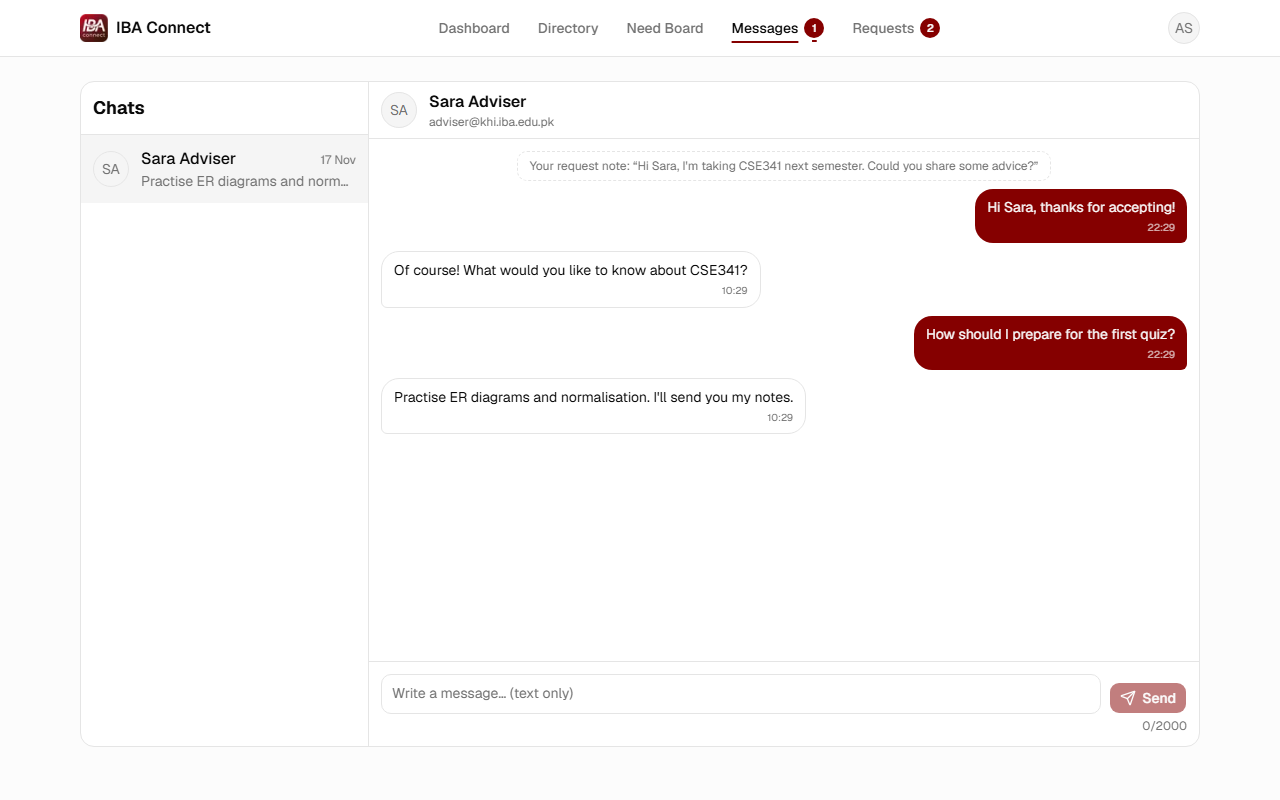 IBA connect
IBA Connect
Dashboard
Directory
Need Board
Messages 1
Requests 2
AS
Chats
SA
Sara Adviser
17 Nov
Practise ER diagrams and norm…
SA
Sara Adviser
adviser@khi.iba.edu.pk
Your request note: “Hi Sara, I'm taking CSE341 next semester. Could you share some advice?”
Hi Sara, thanks for accepting!
22:29
Of course! What would you like to know about CSE341?
10:29
How should I prepare for the first quiz?
22:29
Practise ER diagrams and normalisation. I'll send you my notes.
10:29
Write a message… (text only)
Send
0/2000